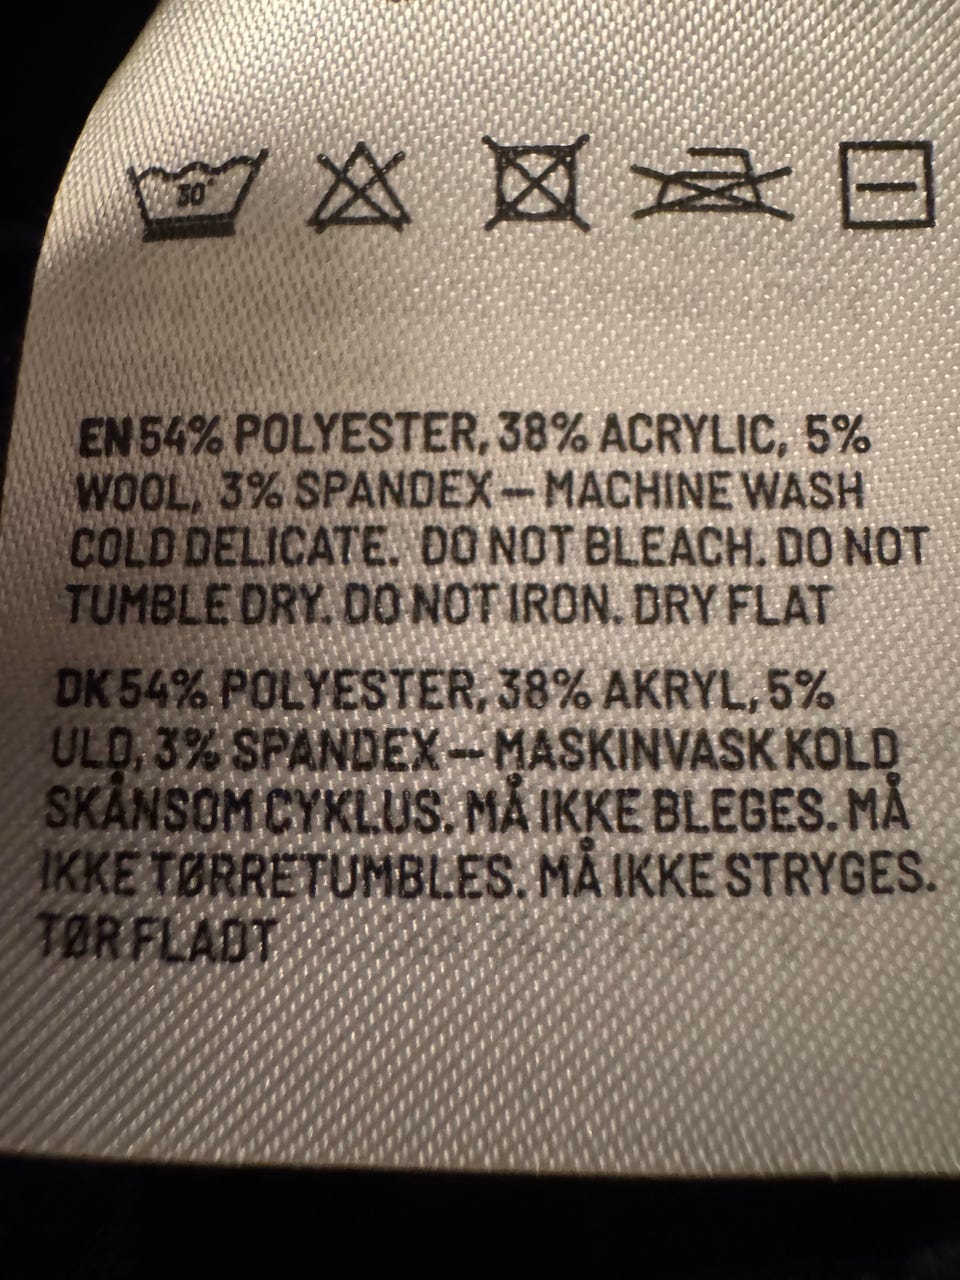 30°
EN 54% POLYESTER, 38% ACRYLIC, 5%
WOOL, 3% SPANDEX – MACHINE WASH
COLD DELICATE. DO NOT BLEACH. DO NOT
TUMBLE DRY. DO NOT IRON. DRY FLAT
DK 54% POLYESTER, 38% AKRYL, 5%
ULD, 3% SPANDEX – MASKINVASK KOLD
SKÅNSOM CYKLUS. MÅ IKKE BLEGES. MÅ
IKKE TØRRETUMBLES. MÅ IKKE STRYGES.
TØR FLADT